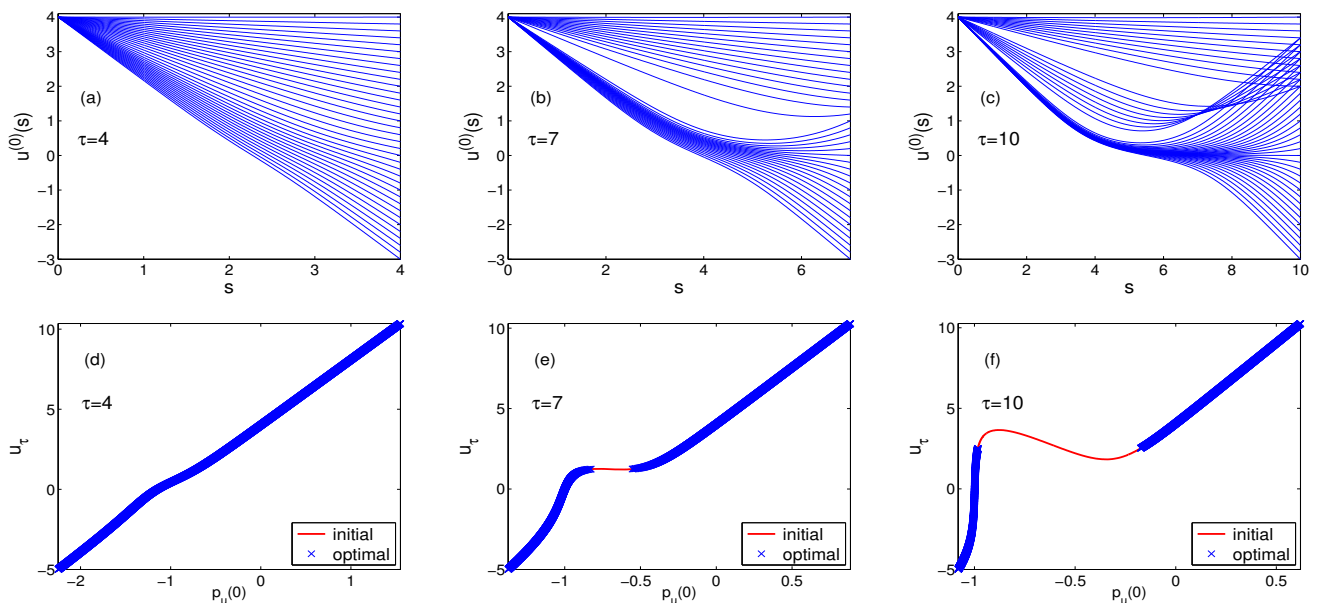 4
3
2
1
0
−1
−2
−3
0 1 2 3 4
u⁽⁰⁾(s)
s
(a)
τ=4
4
3
2
1
0
−1
−2
−3
0 2 4 6
u⁽⁰⁾(s)
s
(b)
τ=7
4
3
2
1
0
−1
−2
−3
0 2 4 6 8 10
u⁽⁰⁾(s)
s
(c)
τ=10
10
5
0
−5
−2 −1 0 1
u_τ
p_u(0)
(d)
τ=4
initial
optimal
10
5
0
−5
−1 −0.5 0 0.5
u_τ
p_u(0)
(e)
τ=7
initial
optimal
10
5
0
−5
−1 −0.5 0 0.5
u_τ
p_u(0)
(f)
τ=10
initial
optimal